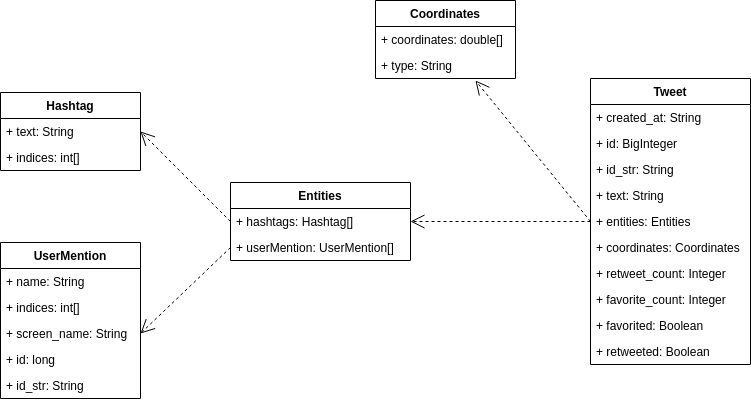 Coordinates
+ coordinates: double[]
+ type: String
Hashtag
+ text: String
+ indices: int[]
UserMention
+ name: String
+ indices: int[]
+ screen_name: String
+ id: long
+ id_str: String
Entities
+ hashtags: Hashtag[]
+ userMention: UserMention[]
Tweet
+ created_at: String
+ id: BigInteger
+ id_str: String
+ text: String
+ entities: Entities
+ coordinates: Coordinates
+ retweet_count: Integer
+ favorite_count: Integer
+ favorited: Boolean
+ retweeted: Boolean